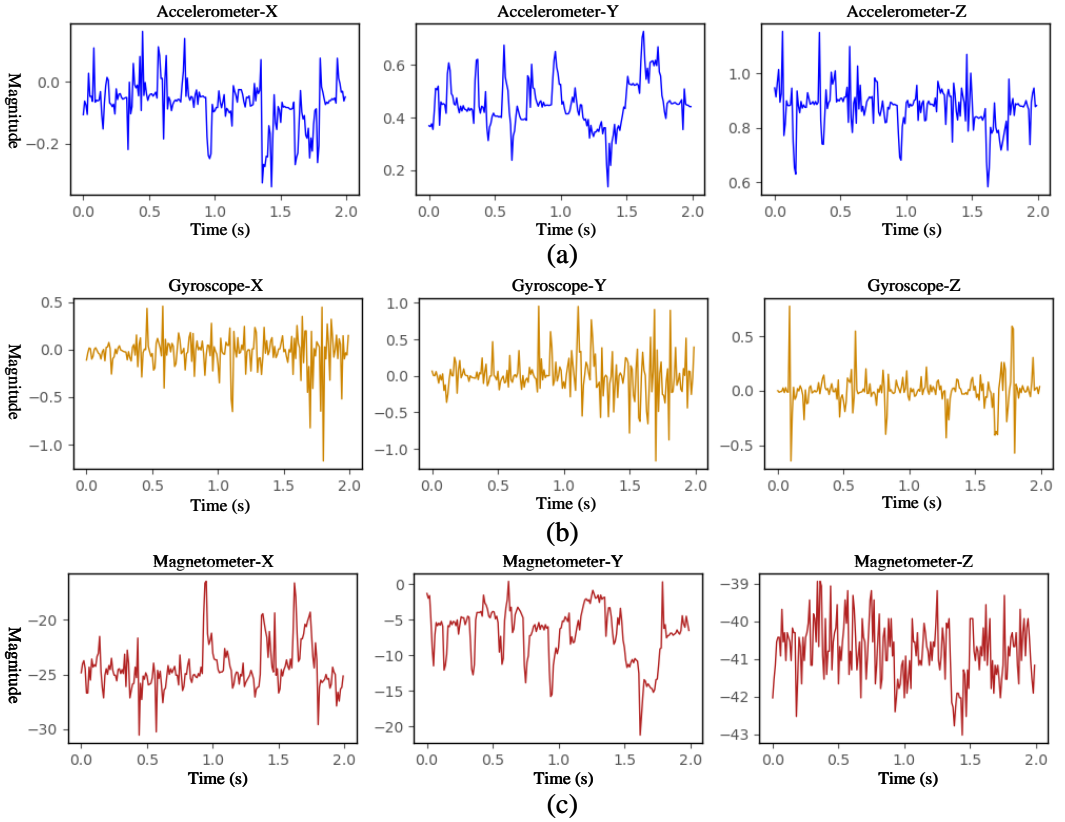 Accelerometer-X Accelerometer-Y Accelerometer-Z
Magnitude
0.0
−0.2
0.6
0.4
0.2
1.0
0.8
0.6
0.0 0.5 1.0 1.5 2.0 0.0 0.5 1.0 1.5 2.0 0.0 0.5 1.0 1.5 2.0
Time (s) Time (s) Time (s)
(a)
Gyroscope-X Gyroscope-Y Gyroscope-Z
Magnitude
0.5
0.0
−0.5
−1.0
1.0
0.5
0.0
−0.5
−1.0
0.5
0.0
−0.5
0.0 0.5 1.0 1.5 2.0 0.0 0.5 1.0 1.5 2.0 0.0 0.5 1.0 1.5 2.0
Time (s) Time (s) Time (s)
(b)
Magnetometer-X Magnetometer-Y Magnetometer-Z
Magnitude
−20
−25
−30
0
−5
−10
−15
−20
−39
−40
−41
−42
−43
0.0 0.5 1.0 1.5 2.0 0.0 0.5 1.0 1.5 2.0 0.0 0.5 1.0 1.5 2.0
Time (s) Time (s) Time (s)
(c)